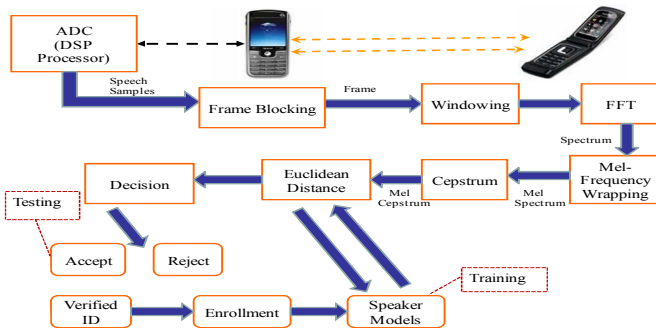 ADC
(DSP
Processor)
Speech
Samples
Frame Blocking
Frame
Windowing
FFT
Spectrum
Mel-
Frequency
Wrapping
Mel
Spectrum
Cepstrum
Mel
Cepstrum
Euclidean
Distance
Decision
Testing
Accept
Reject
Training
Verified
ID
Enrollment
Speaker
Models